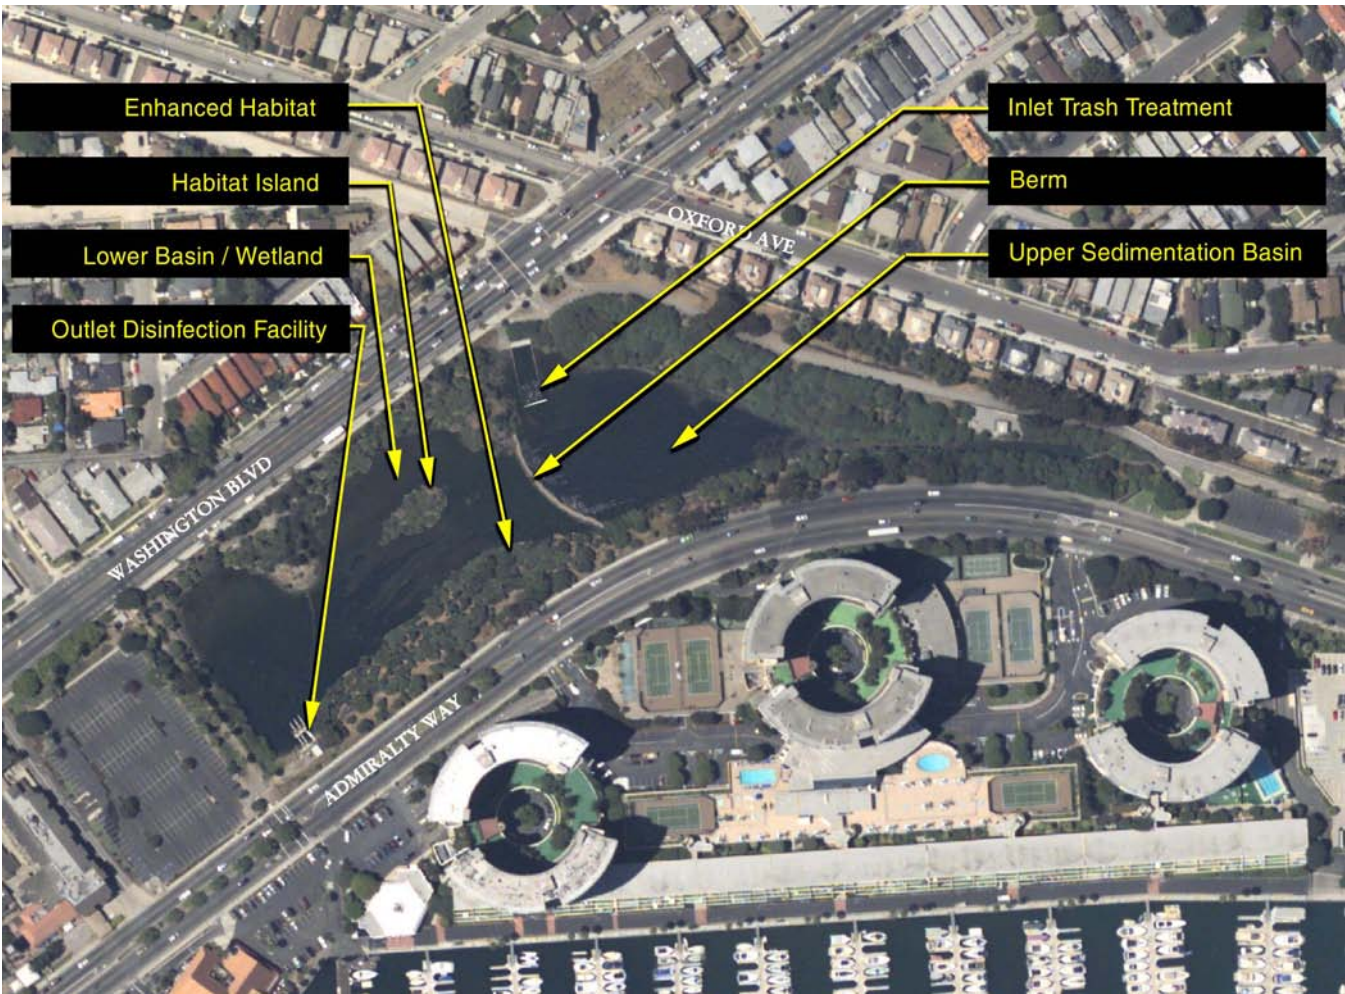 Enhanced Habitat
Inlet Trash Treatment
Habitat Island
Berm
Lower Basin / Wetland
Upper Sedimentation Basin
Outlet Disinfection Facility
OXFORD AVE
WASHINGTON BLVD
ADMIRALTY WAY